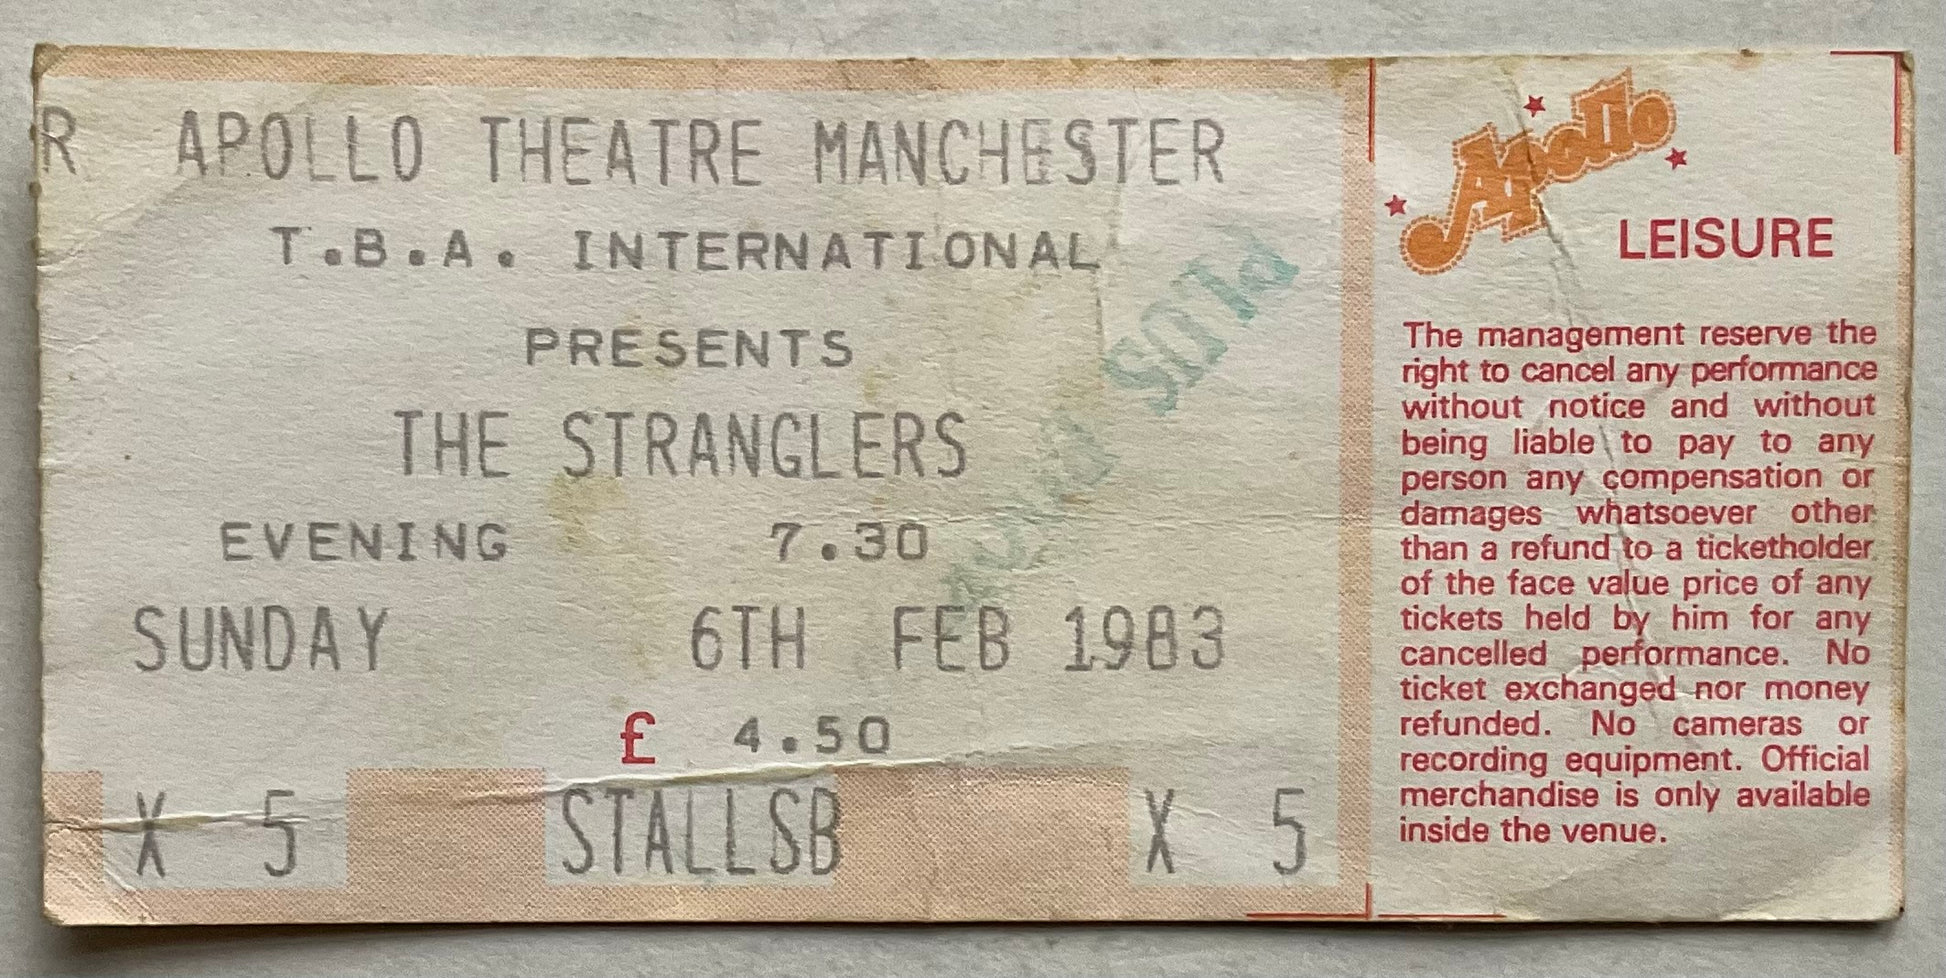 R APOLLO THEATRE MANCHESTER
T.B.A. INTERNATIONAL
PRESENTS
THE STRANGLERS
EVENING 7.30
SUNDAY 6TH FEB 1983
£ 4.50
X 5 STALLSB X 5
Apollo
LEISURE
The management reserve the
right to cancel any performance
without notice and without
being liable to pay to any
person any compensation or
damages whatsoever other
than a refund to a ticketholder
of the face value price of any
tickets held by him for any
cancelled performance. No
ticket exchanged nor money
refunded. No cameras or
recording equipment. Official
merchandise is only available
inside the venue.